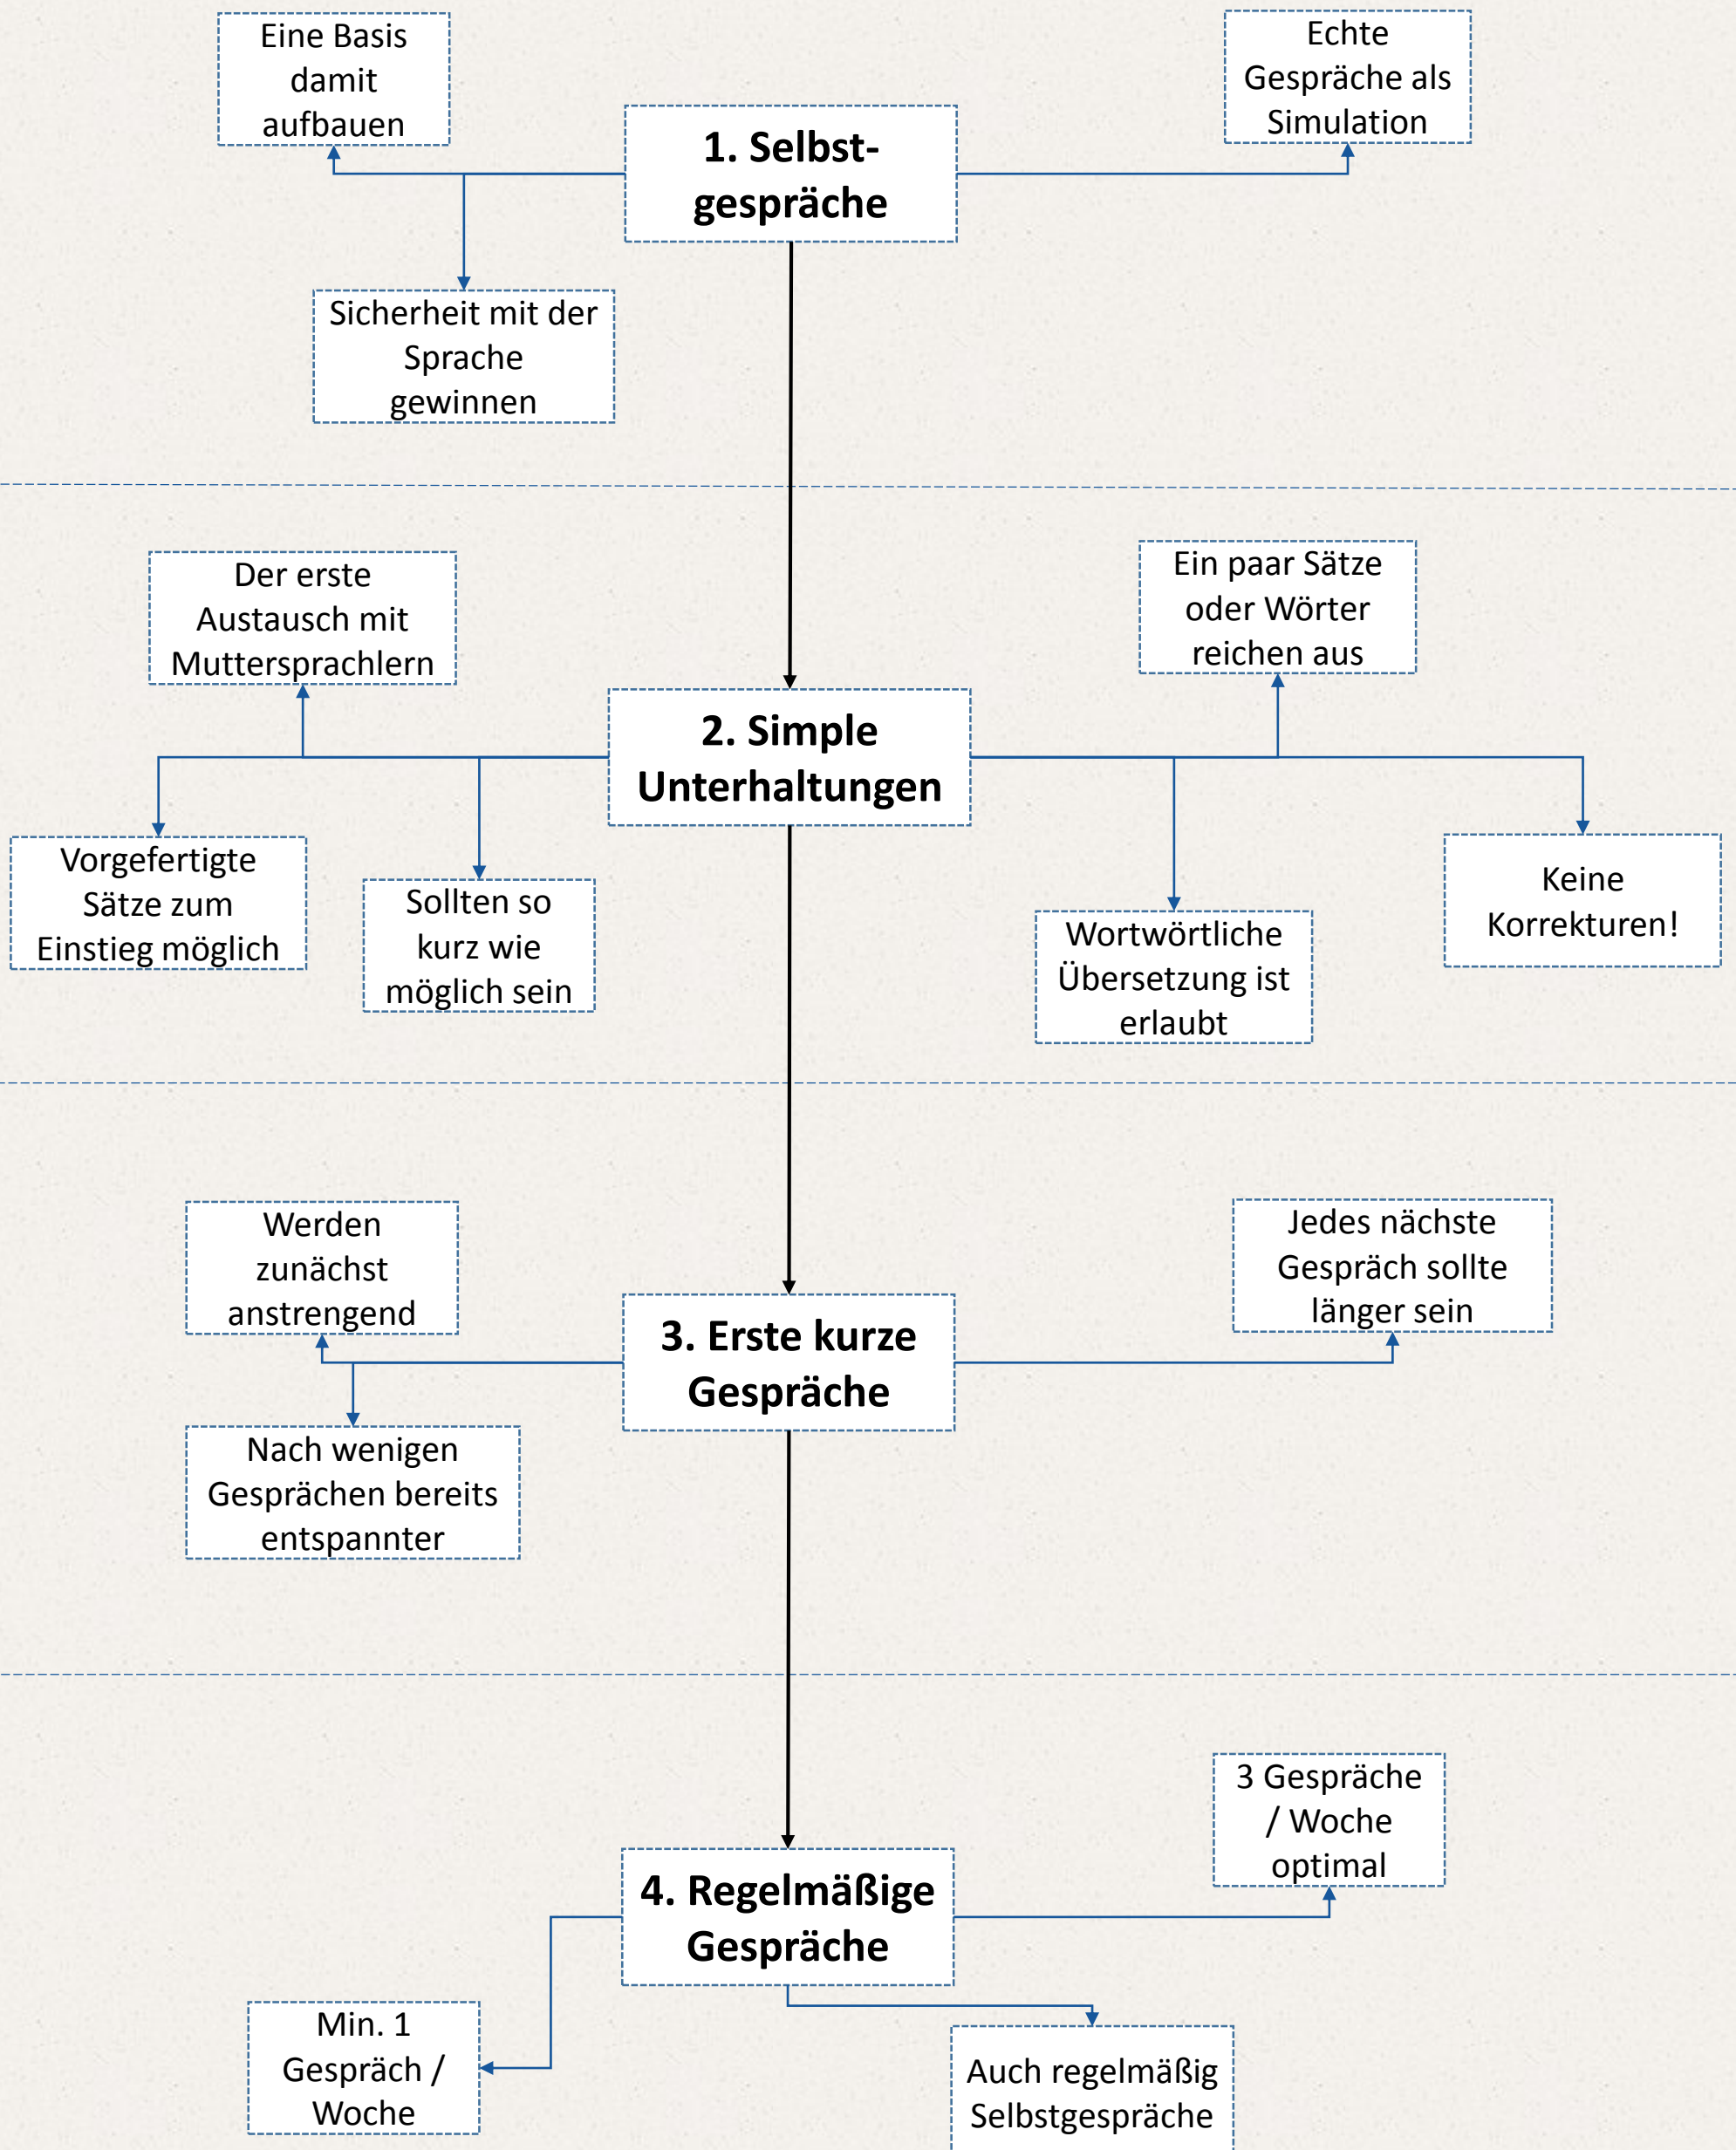 Eine Basis
damit
aufbauen
Echte
Gespräche als
Simulation
1. Selbst-
gespräche
Sicherheit mit der
Sprache
gewinnen
Der erste
Austausch mit
Muttersprachlern
Ein paar Sätze
oder Wörter
reichen aus
2. Simple
Unterhaltungen
Vorgefertigte
Sätze zum
Einstieg möglich
Sollten so
kurz wie
möglich sein
Wortwörtliche
Übersetzung ist
erlaubt
Keine
Korrekturen!
Werden
zunächst
anstrengend
Jedes nächste
Gespräch sollte
länger sein
3. Erste kurze
Gespräche
Nach wenigen
Gesprächen bereits
entspannter
3 Gespräche
/ Woche
optimal
4. Regelmäßige
Gespräche
Min. 1
Gespräch /
Woche
Auch regelmäßig
Selbstgespräche